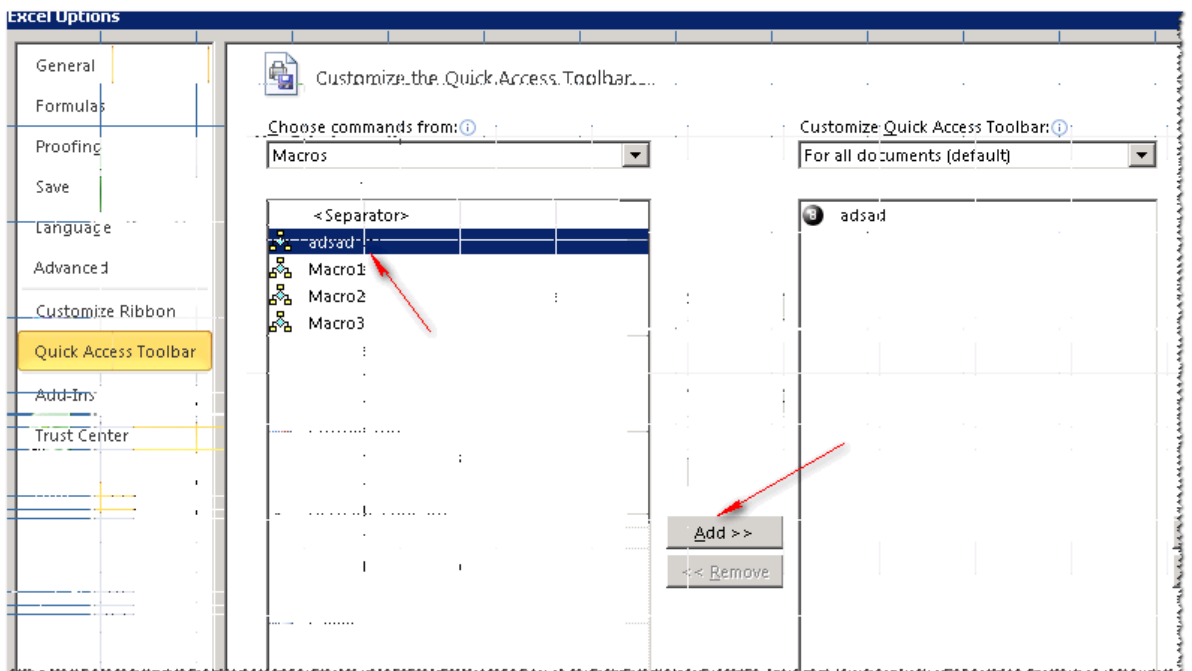 Excel Options
General
Formulas
Proofing
Save
Language
Advanced
Customize Ribbon
Quick Access Toolbar
Add-Ins
Trust Center
Customize the Quick Access Toolbar.
Choose commands from:
Macros
<Separator>
adsad
Macro1
Macro2
Macro3
Add >>
<< Remove
Customize Quick Access Toolbar:
For all documents (default)
adsad